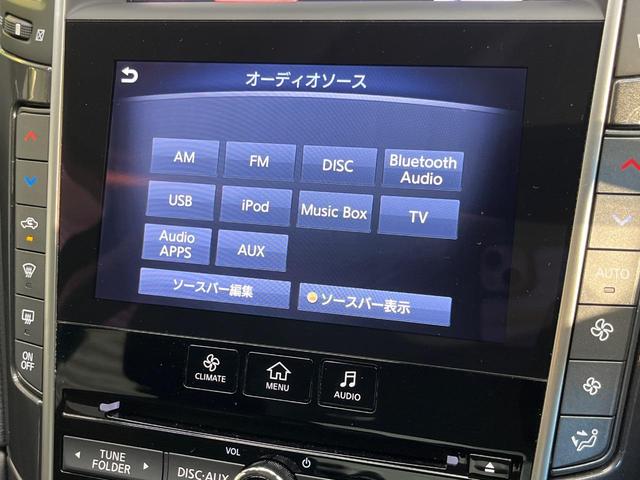 オーディオソース
AM
FM
DISC
Bluetooth
Audio
USB
iPod
Music Box
TV
Audio
APPS
AUX
ソースバー編集
ソースバー表示
AUTO
CLIMATE
MENU
AUDIO
ON
OFF
TUNE
FOLDER
VOL
DISC·AUX